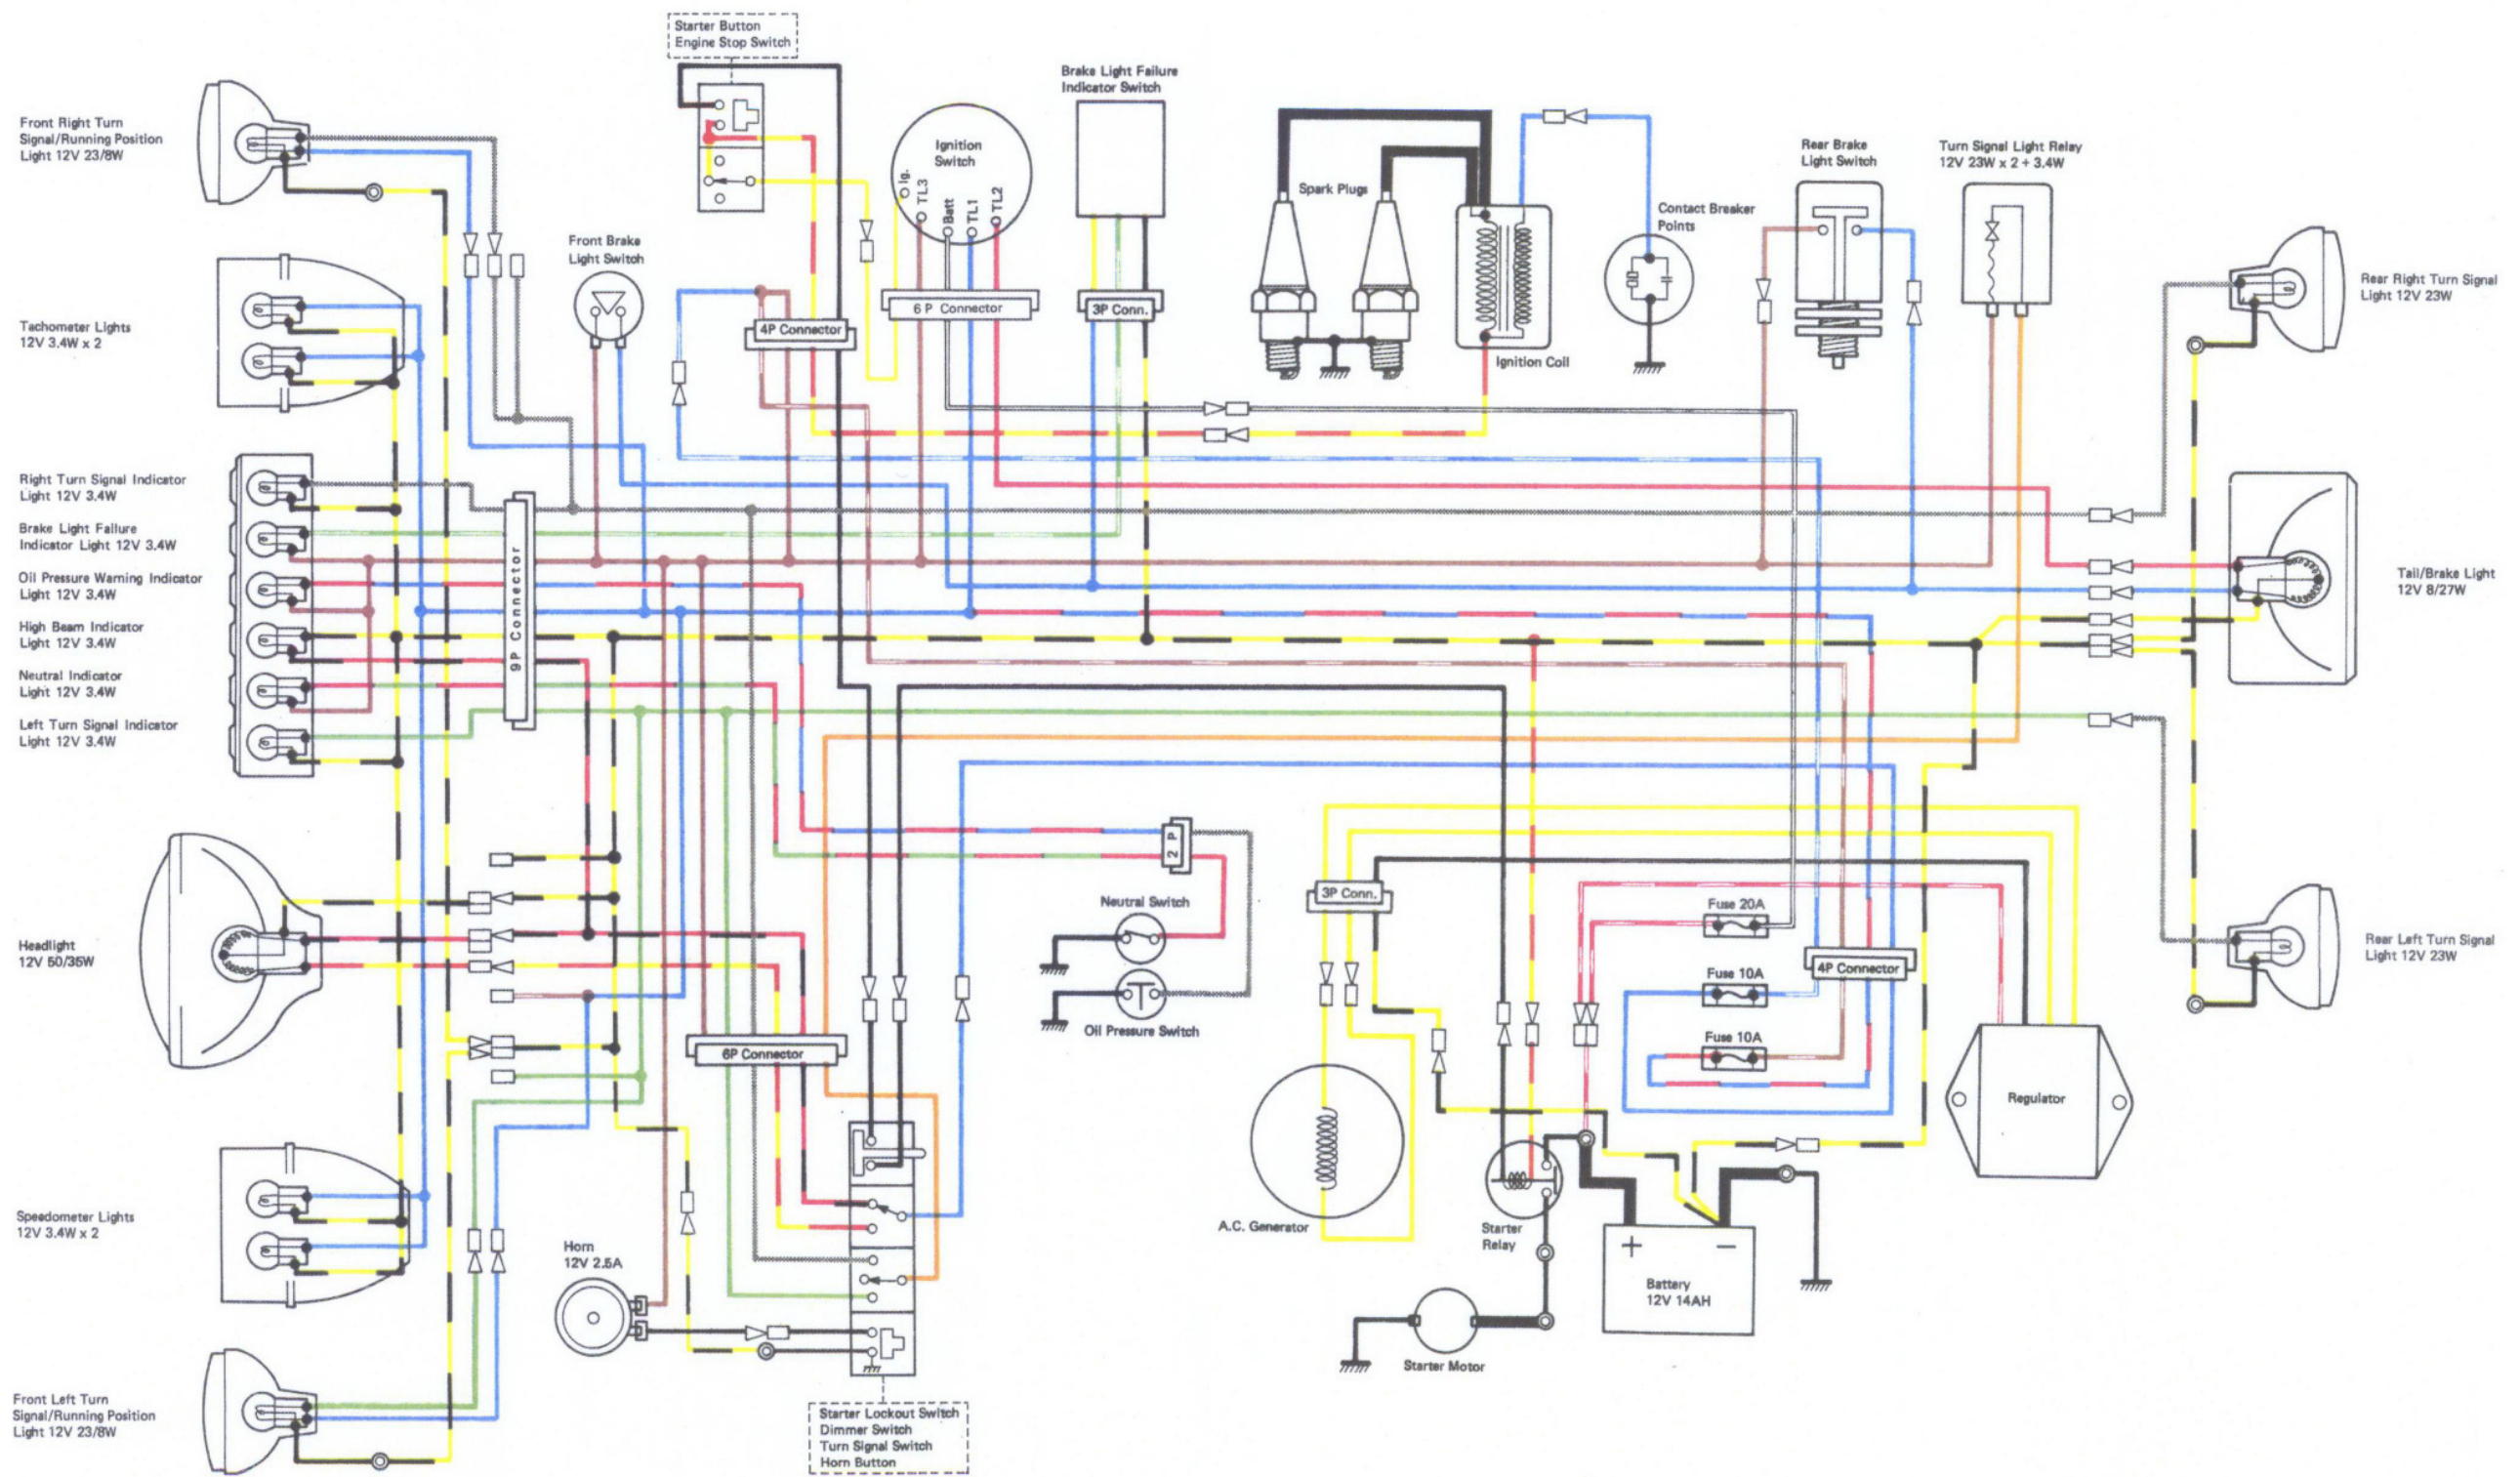 Starter Button
Engine Stop Switch
Front Right Turn
Signal/Running Position
Light 12V 23/8W
Brake Light Failure
Indicator Switch
Ignition
Switch
Ig.
TL3
Batt
TL1
TL2
Spark Plugs
Contact Breaker
Points
Rear Brake
Light Switch
Turn Signal Light Relay
12V 23W x 2 + 3.4W
Front Brake
Light Switch
Rear Right Turn Signal
Light 12V 23W
Tachometer Lights
12V 3.4W x 2
4P Connector
6 P Connector
3P Conn.
Ignition Coil
Right Turn Signal Indicator
Light 12V 3.4W
Brake Light Failure
Indicator Light 12V 3.4W
Oil Pressure Warning Indicator
Light 12V 3.4W
High Beam Indicator
Light 12V 3.4W
Neutral Indicator
Light 12V 3.4W
Left Turn Signal Indicator
Light 12V 3.4W
9P Connector
Tail/Brake Light
12V 8/27W
2 P
3P Conn.
Neutral Switch
Fuse 20A
Headlight
12V 50/35W
Rear Left Turn Signal
Light 12V 23W
Fuse 10A
4P Connector
Oil Pressure Switch
Fuse 10A
6P Connector
Regulator
Speedometer Lights
12V 3.4W x 2
A.C. Generator
Starter
Relay
Horn
12V 2.5A
+
−
Battery
12V 14AH
Starter Motor
Front Left Turn
Signal/Running Position
Light 12V 23/8W
Starter Lockout Switch
Dimmer Switch
Turn Signal Switch
Horn Button